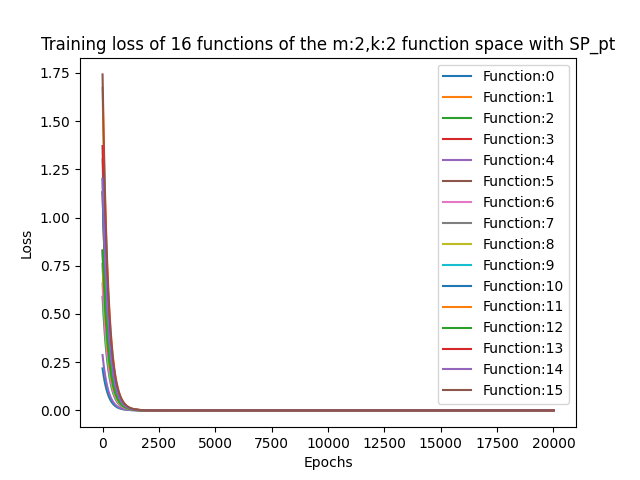 Training loss of 16 functions of the m:2,k:2 function space with SP_pt
1.75
1.50
1.25
1.00
0.75
0.50
0.25
0.00
Loss
Function:0
Function:1
Function:2
Function:3
Function:4
Function:5
Function:6
Function:7
Function:8
Function:9
Function:10
Function:11
Function:12
Function:13
Function:14
Function:15
0 2500 5000 7500 10000 12500 15000 17500 20000
Epochs